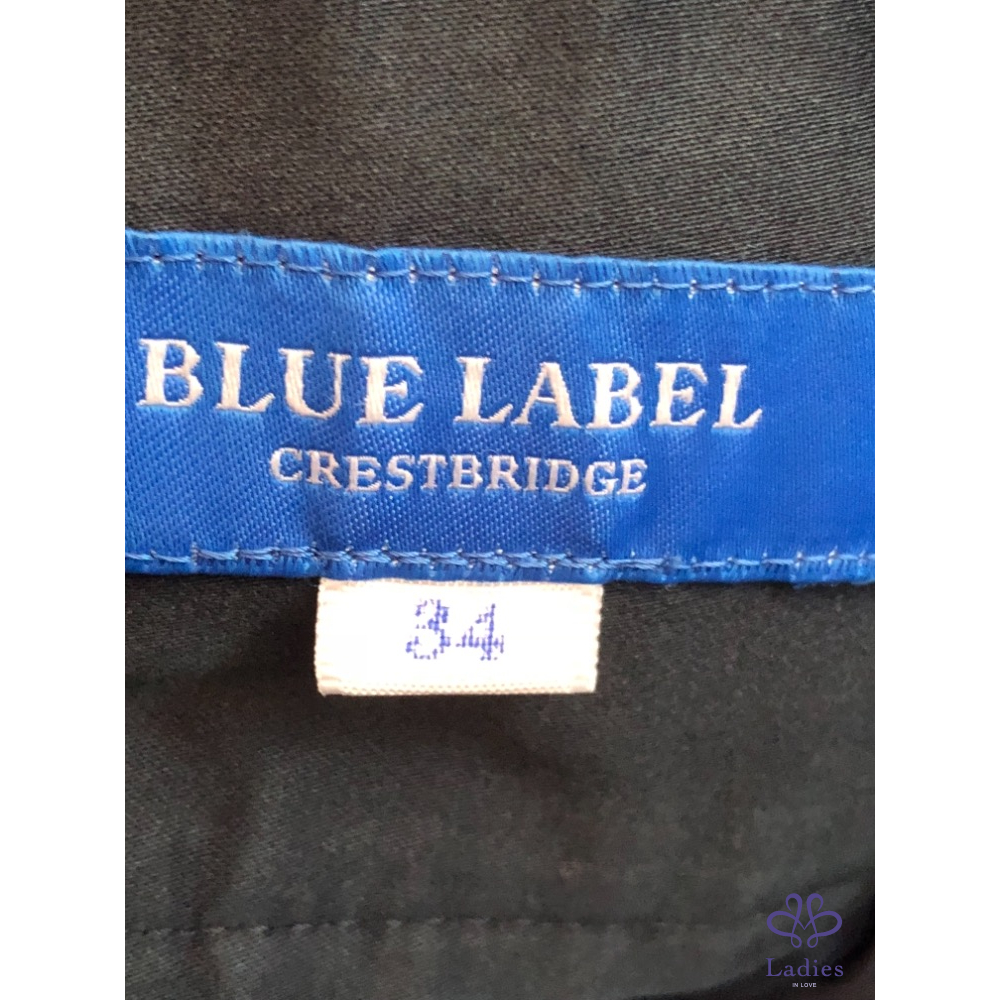 BLUE LABEL
CRESTBRIDGE
34
Ladies
IN LOVE